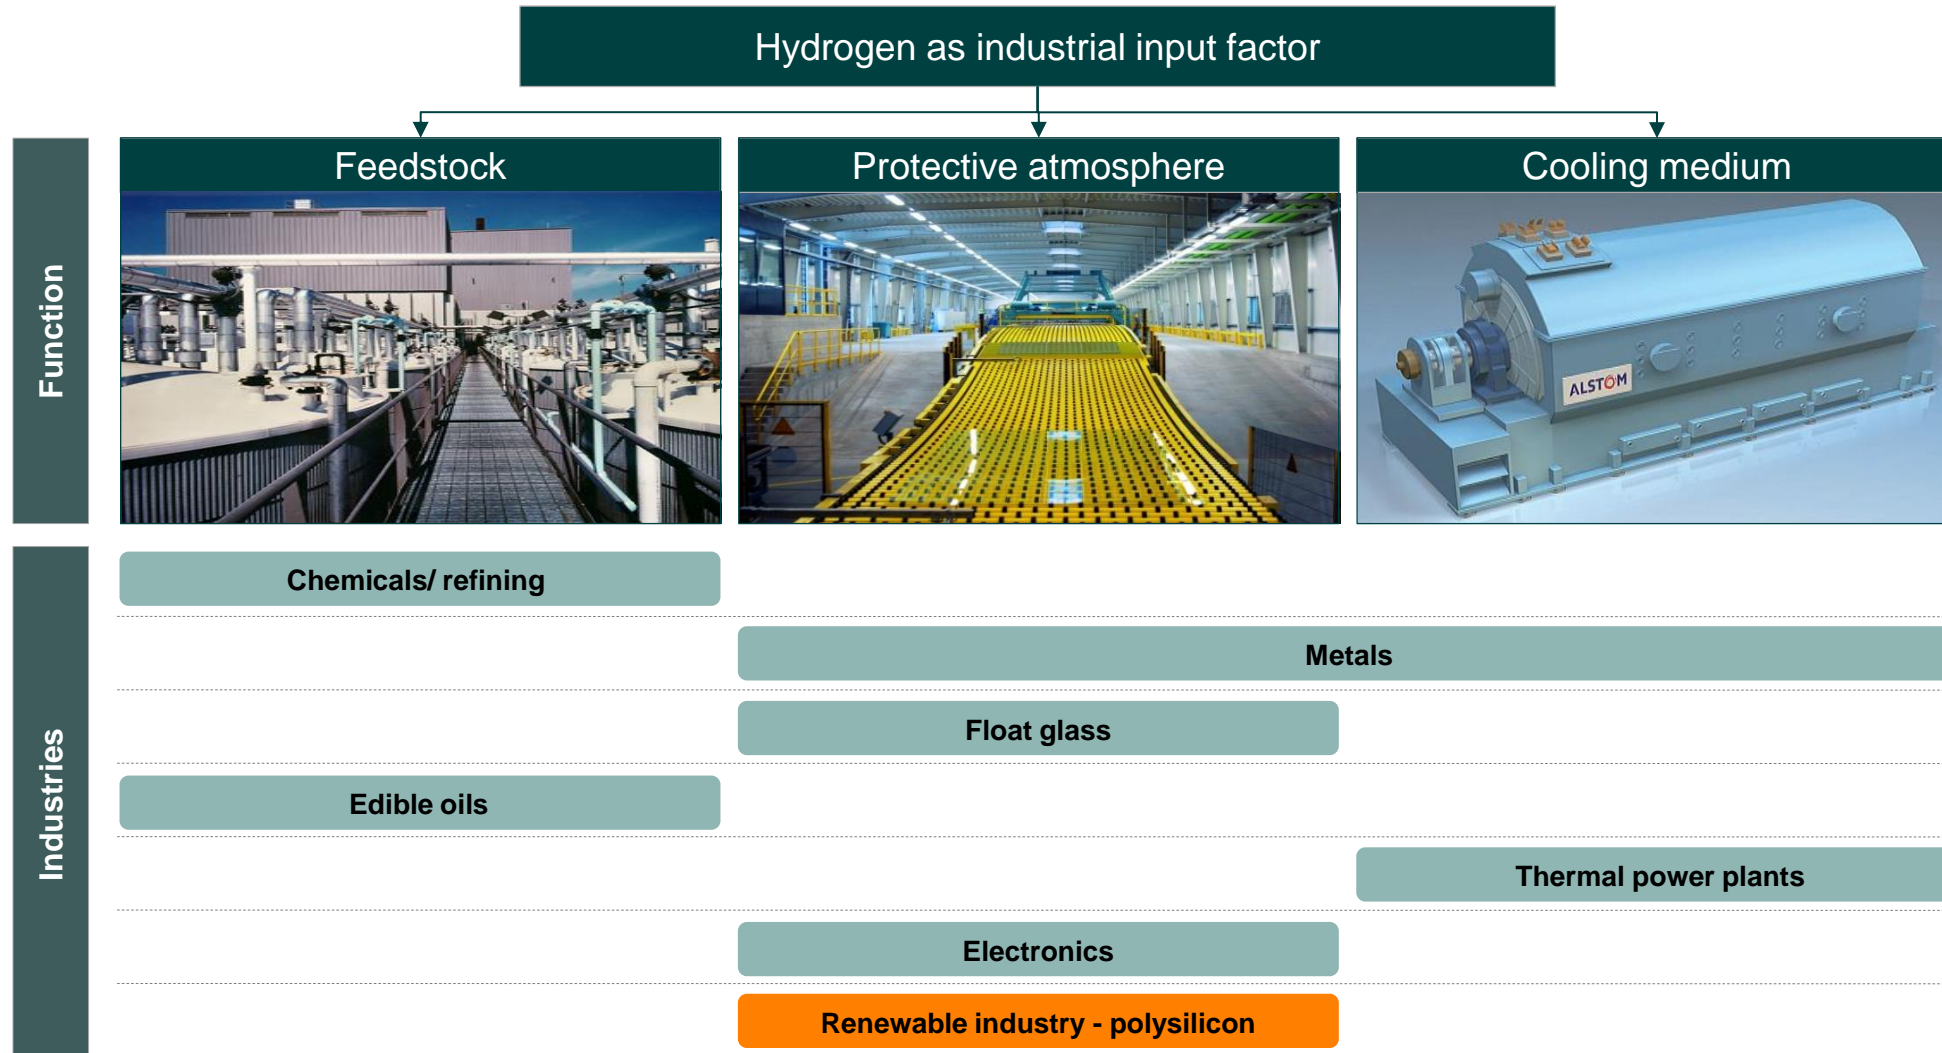 Hydrogen as industrial input factor
Feedstock
Protective atmosphere
Cooling medium
Function
ALSTOM
Industries
Chemicals/ refining
Metals
Float glass
Edible oils
Thermal power plants
Electronics
Renewable industry - polysilicon